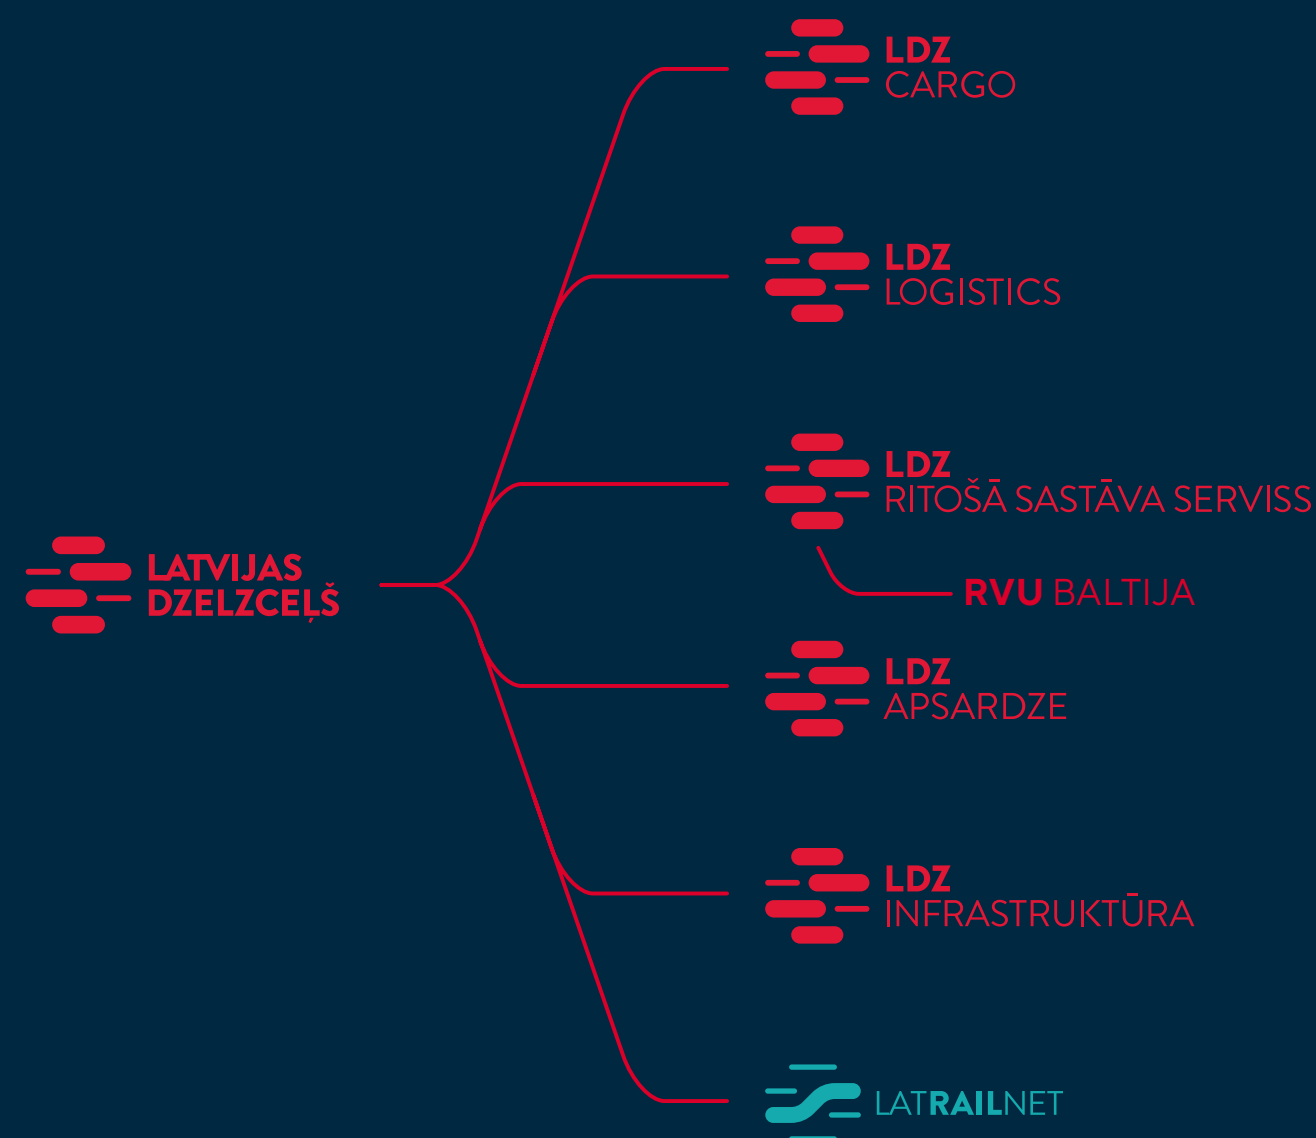 LDZ
CARGO
LDZ
LOGISTICS
LDZ
RITOŠĀ SASTĀVA SERVISS
LATVIJAS
DZELZCEĻŠ
RVU BALTIJA
LDZ
APSARDZE
LDZ
INFRASTRUKTŪRA
LATRAILNET